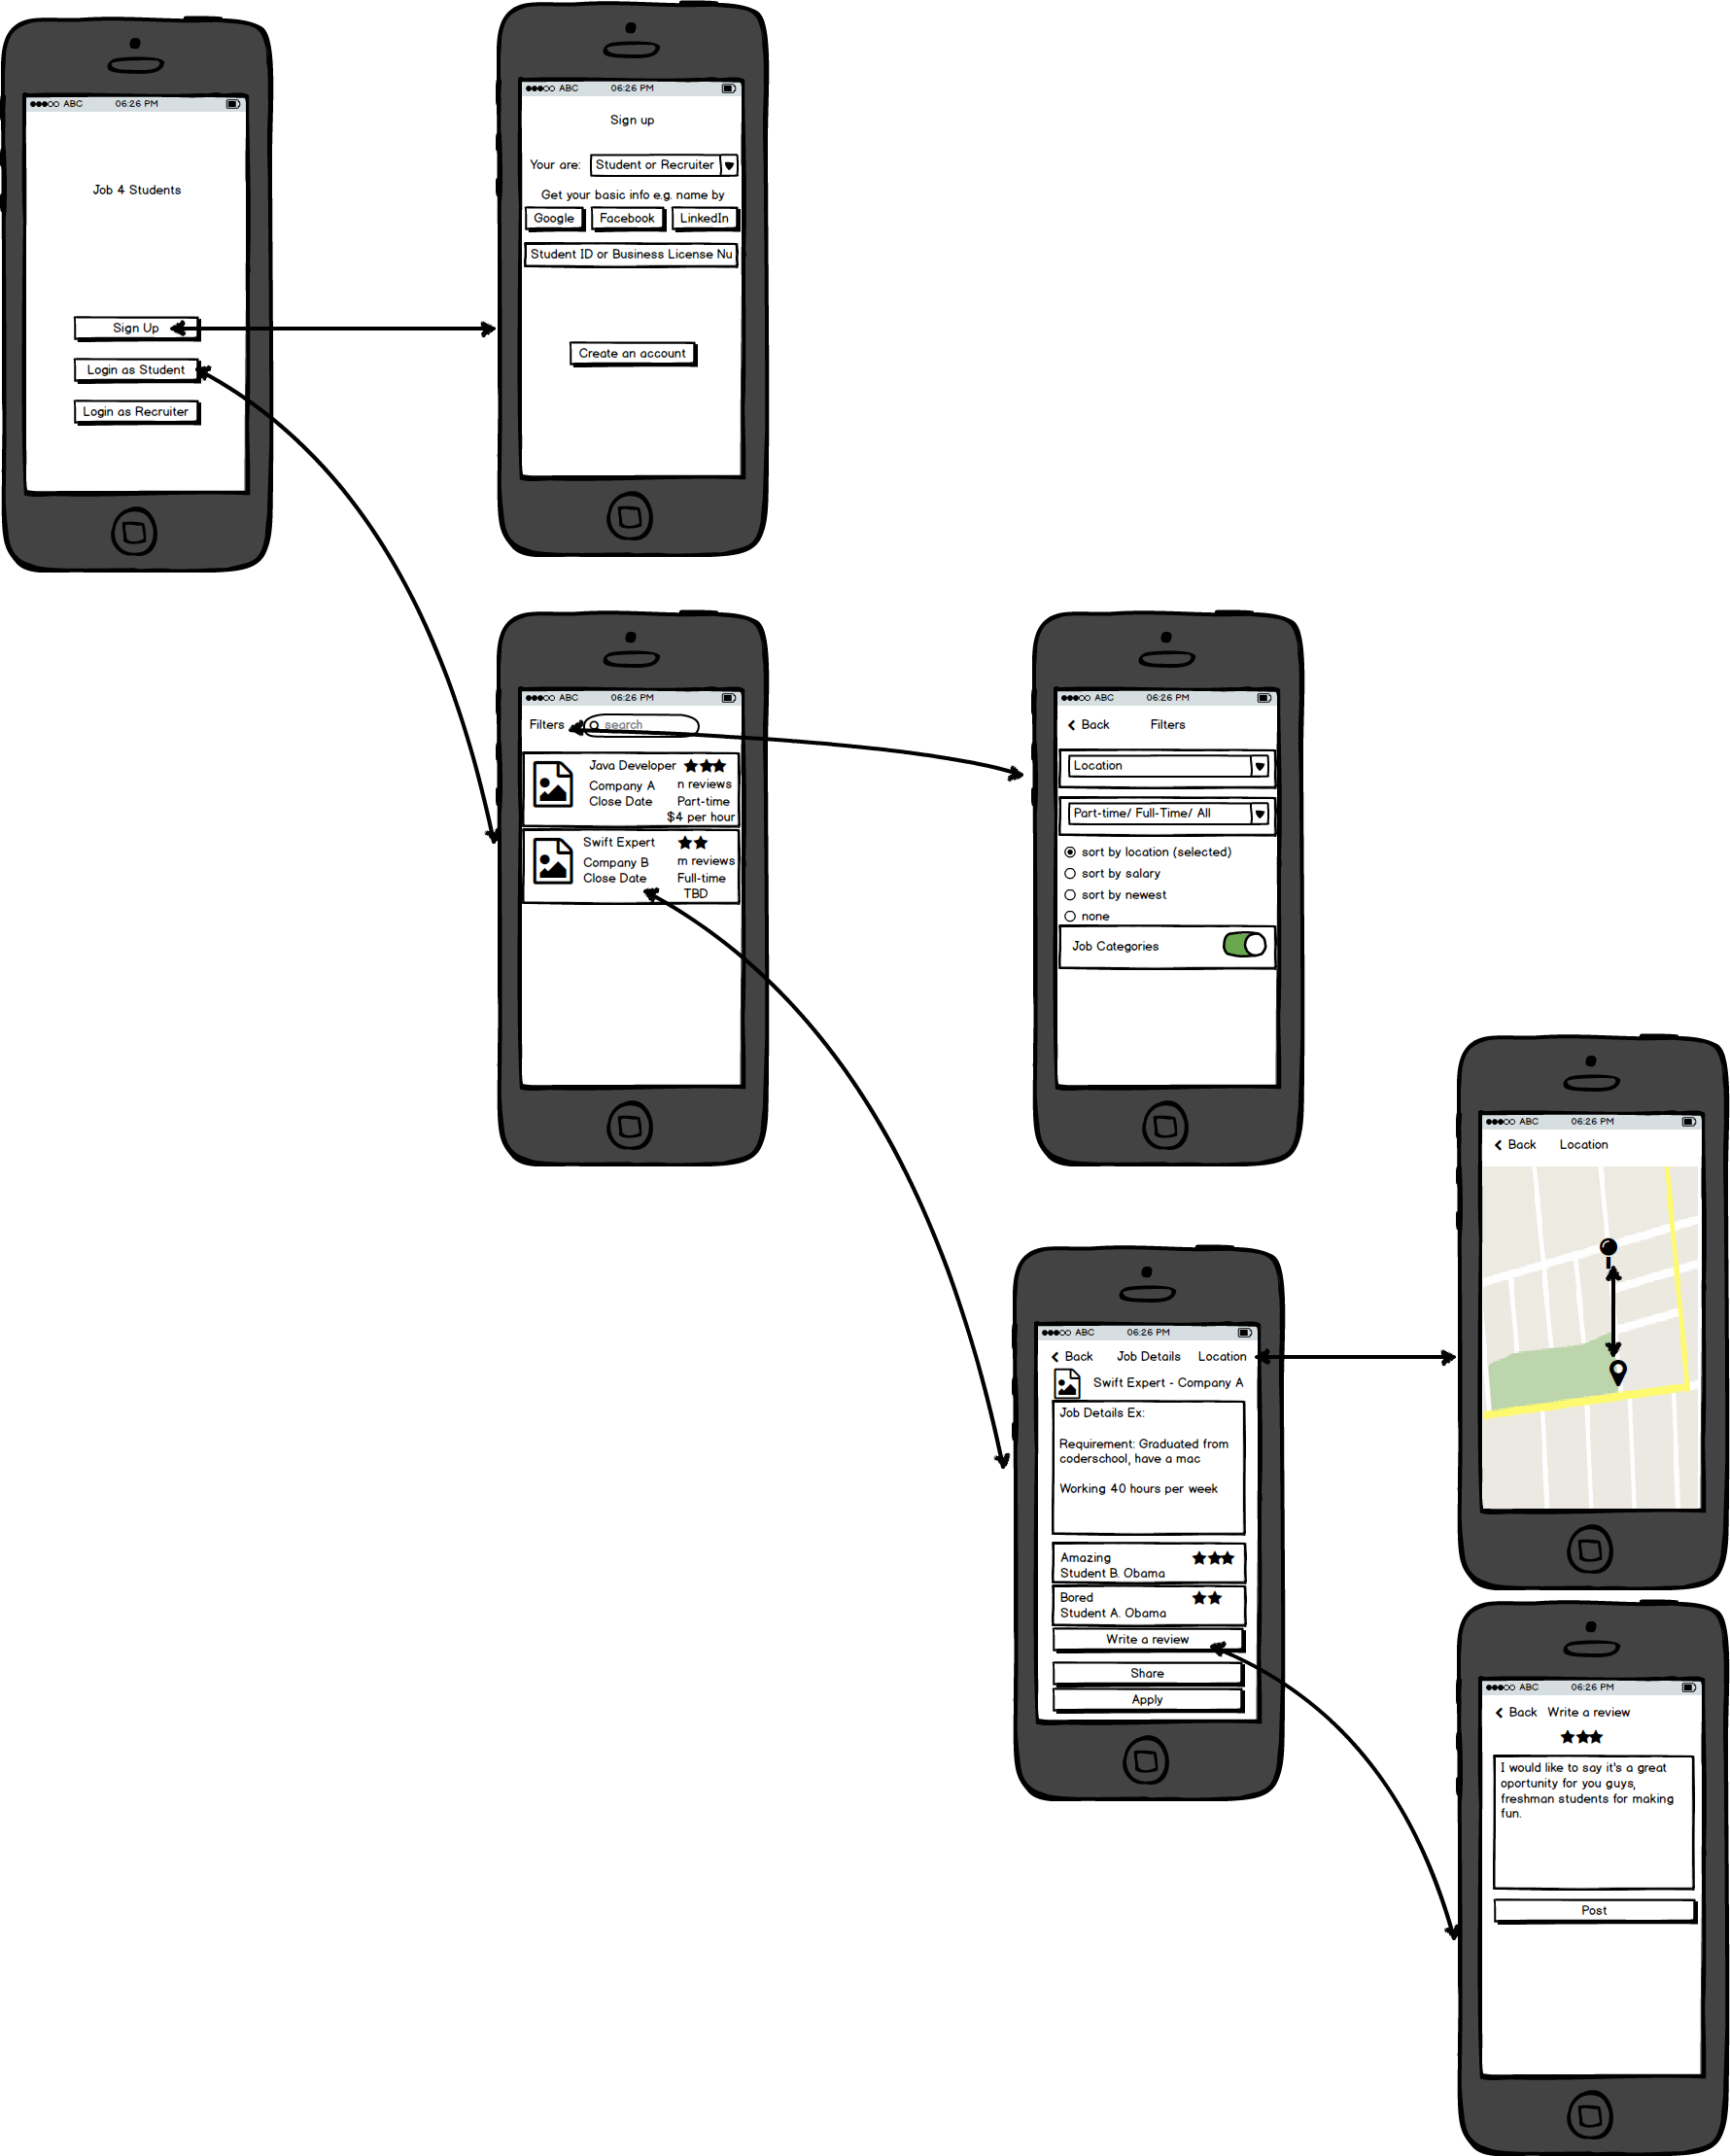 ABC 06:26 PM
Job 4 Students
Sign Up
Login as Student
Login as Recruiter
ABC 06:26 PM
Sign up
Your are: Student or Recruiter
Get your basic info e.g. name by
Google Facebook LinkedIn
Student ID or Business License Nu
Create an account
ABC 06:26 PM
Filters search
Java Developer
Company A n reviews
Close Date Part-time
$4 per hour
Swift Expert
Company B m reviews
Close Date Full-time
TBD
ABC 06:26 PM
Back Filters
Location
Part-time/ Full-Time/ All
sort by location (selected)
sort by salary
sort by newest
none
Job Categories
ABC 06:26 PM
Back Location
ABC 06:26 PM
Back Job Details Location
Swift Expert - Company A
Job Details Ex:
Requirement: Graduated from
coderschool, have a mac
Working 40 hours per week
Amazing
Student B. Obama
Bored
Student A. Obama
Write a review
Share
Apply
ABC 06:26 PM
Back Write a review
I would like to say it's a great
oportunity for you guys,
freshman students for making
fun.
Post